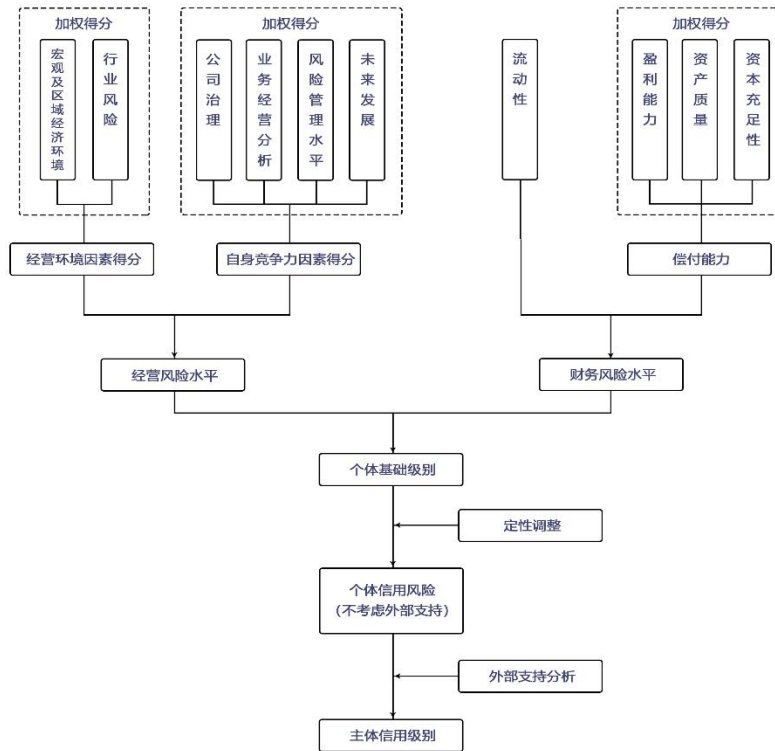 加权得分
宏观及区域经济环境
行业风险
加权得分
公司治理
业务经营分析
风险管理水平
未来发展
流动性
加权得分
盈利能力
资产质量
资本充足性
经营环境因素得分
自身竞争力因素得分
偿付能力
经营风险水平
财务风险水平
个体基础级别
定性调整
个体信用风险
（不考虑外部支持）
外部支持分析
主体信用级别